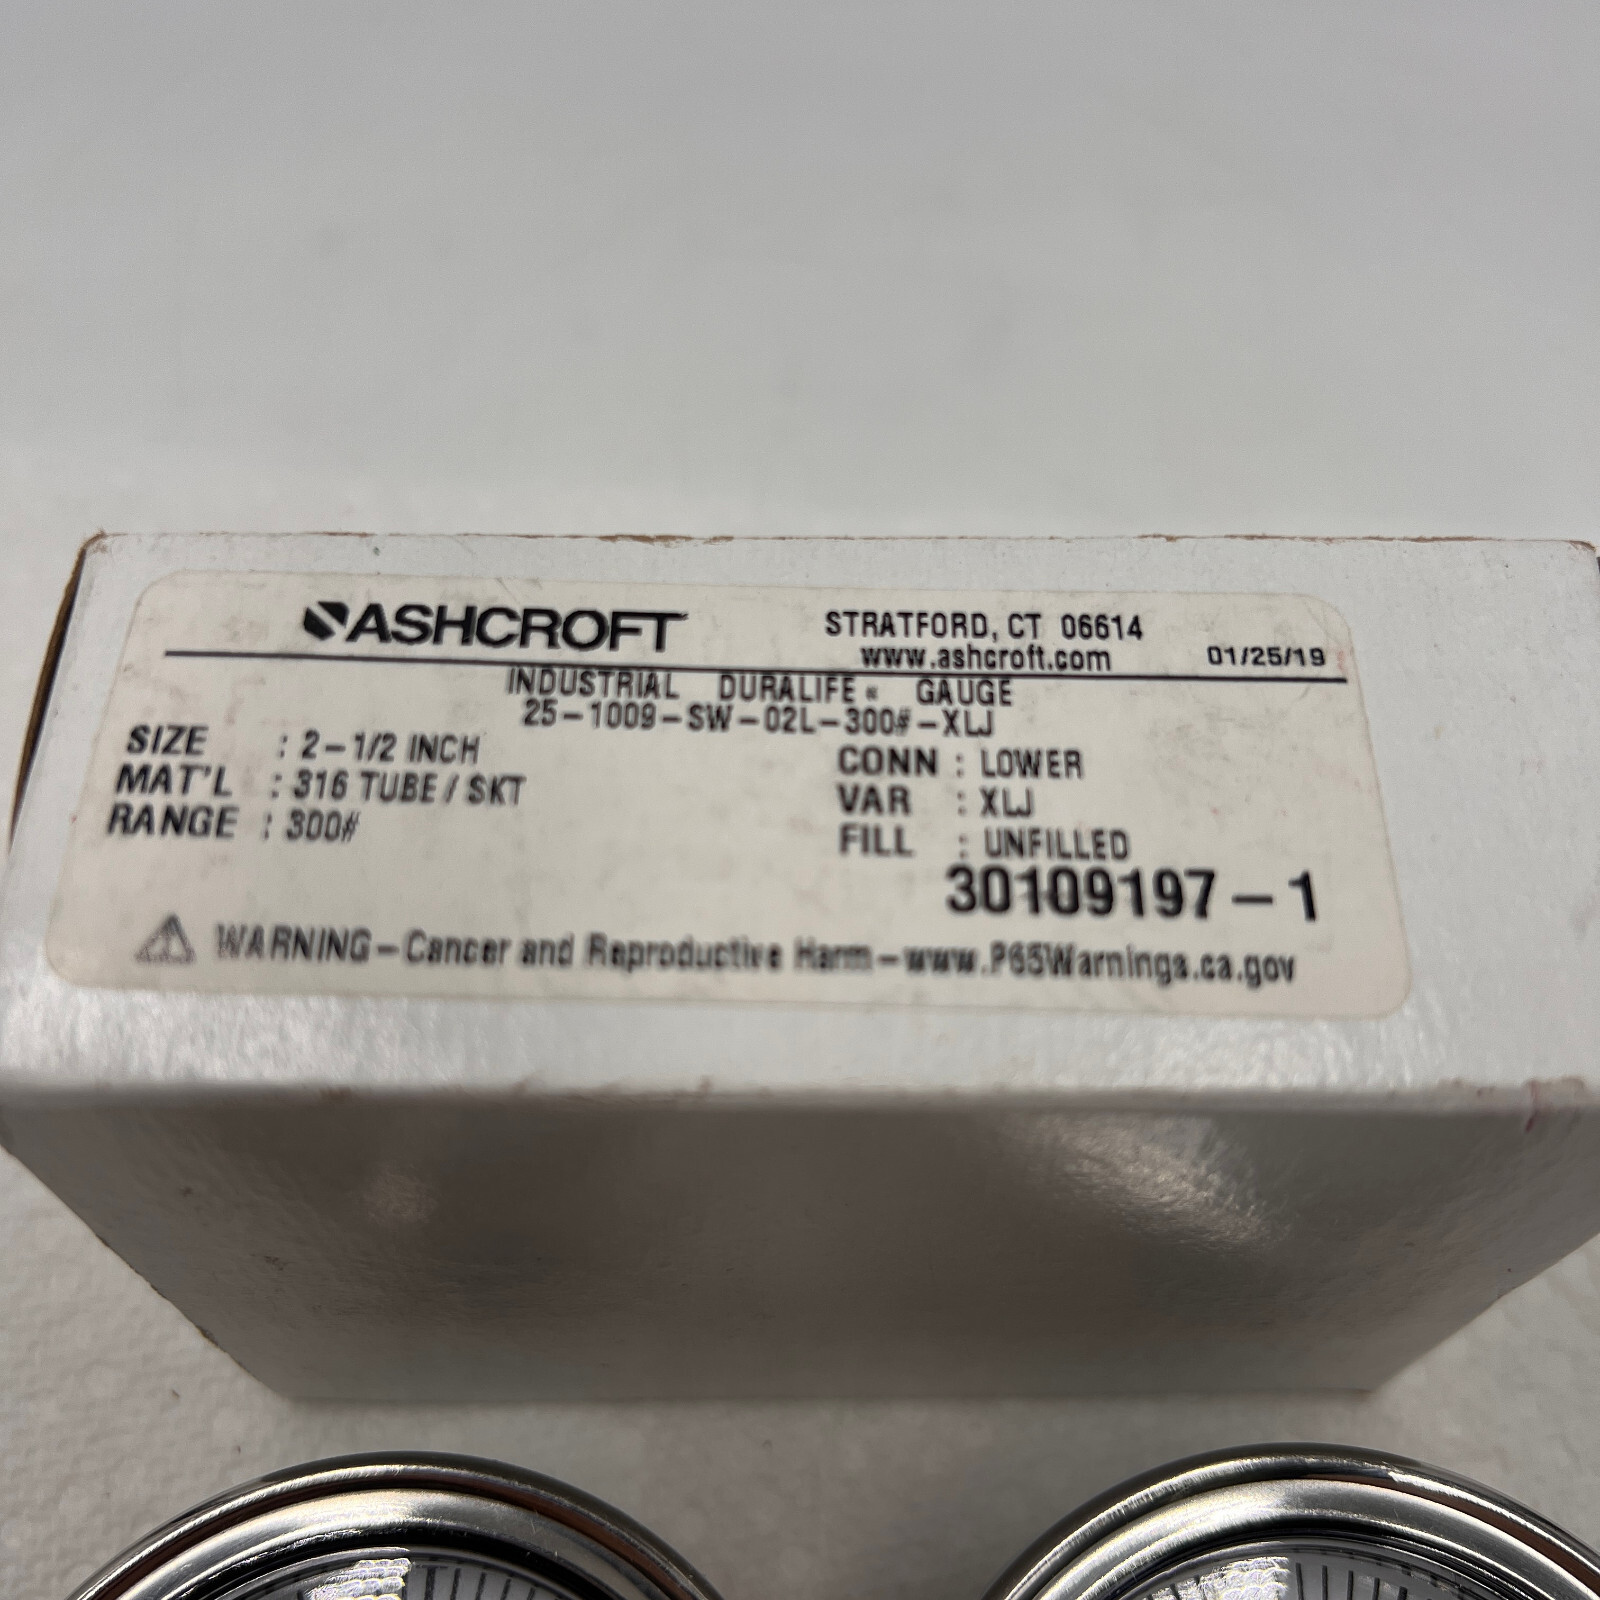 ASHCROFT
STRATFORD, CT 06614
www.ashcroft.com
01/25/19
INDUSTRIAL DURALIFE® GAUGE
25-1009-SW-02L-300#-XLJ
SIZE : 2-1/2 INCH
MAT'L : 316 TUBE / SKT
RANGE : 300#
CONN : LOWER
VAR : XLJ
FILL : UNFILLED
30109197-1
WARNING-Cancer and Reproductive Harm-www.P65Warnings.ca.gov